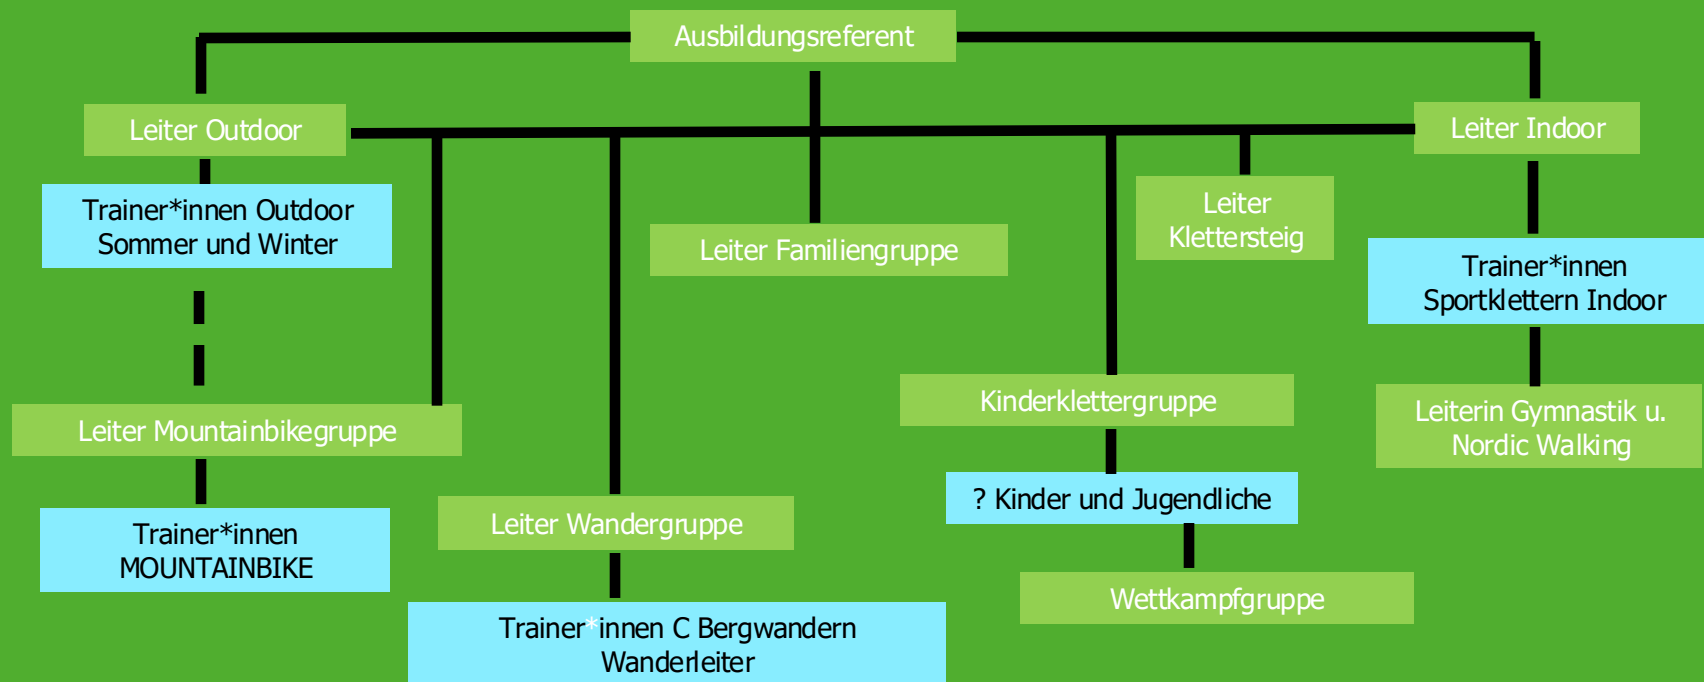 Ausbildungsreferent
Leiter Outdoor
Leiter Indoor
Trainer*innen Outdoor
Sommer und Winter
Leiter
Klettersteig
Leiter Familiengruppe
Trainer*innen
Sportklettern Indoor
Kinderklettergruppe
Leiterin Gymnastik u.
Nordic Walking
Leiter Mountainbikegruppe
? Kinder und Jugendliche
Leiter Wandergruppe
Trainer*innen
MOUNTAINBIKE
Wettkampfgruppe
Trainer*innen C Bergwandern
Wanderleiter